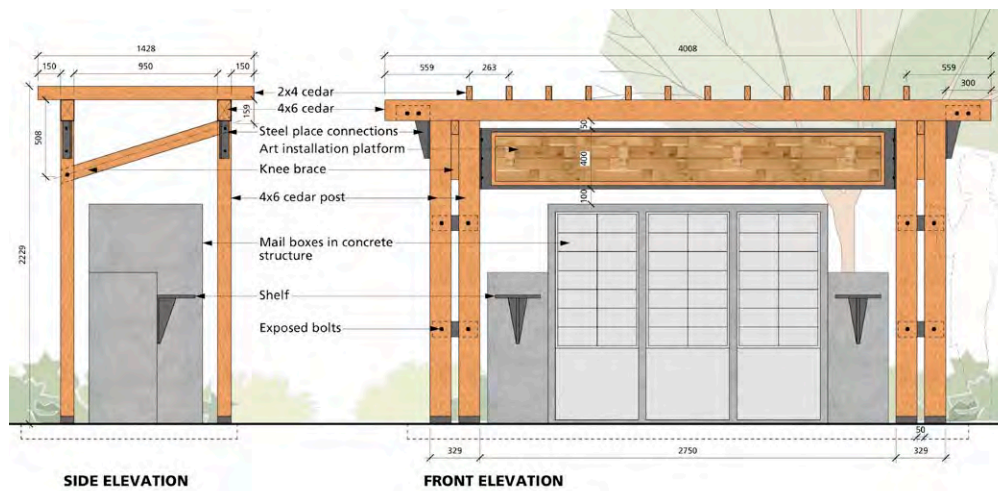 1428
150
950
150
159
508
2229
4008
559
263
559
300
50
400
100
2x4 cedar
4x6 cedar
Steel place connections
Art installation platform
Knee brace
4x6 cedar post
Mail boxes in concrete
structure
Shelf
Exposed bolts
50
329
2750
329
SIDE ELEVATION
FRONT ELEVATION